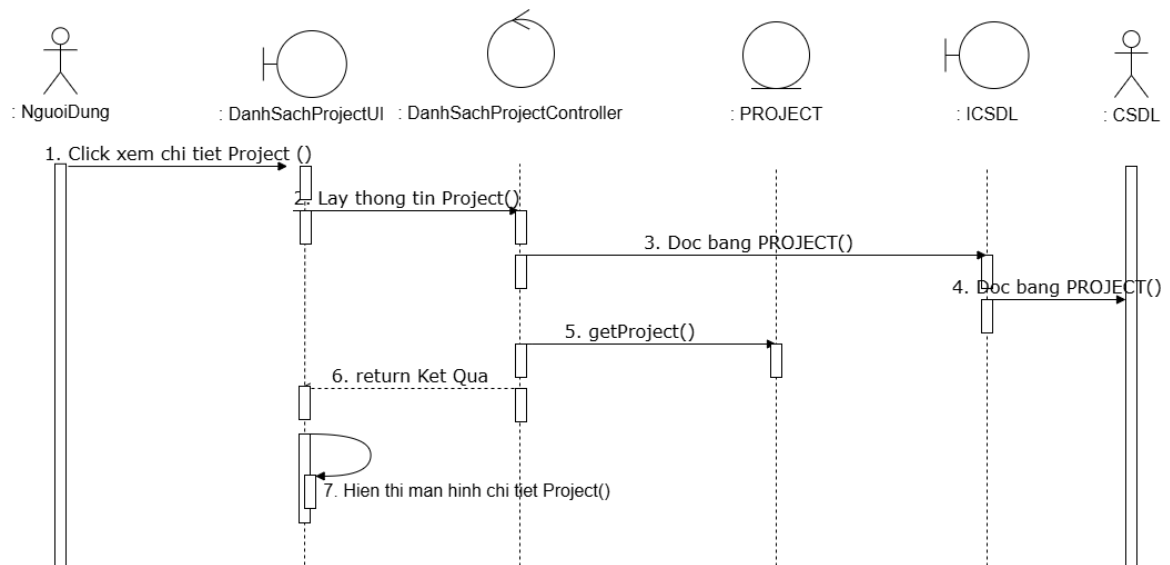 : NguoiDung
: DanhSachProjectUI
: DanhSachProjectController
: PROJECT
: ICSDL
: CSDL
1. Click xem chi tiet Project ()
2. Lay thong tin Project()
3. Doc bang PROJECT()
4. Doc bang PROJECT()
5. getProject()
6. return Ket Qua
7. Hien thi man hinh chi tiet Project()